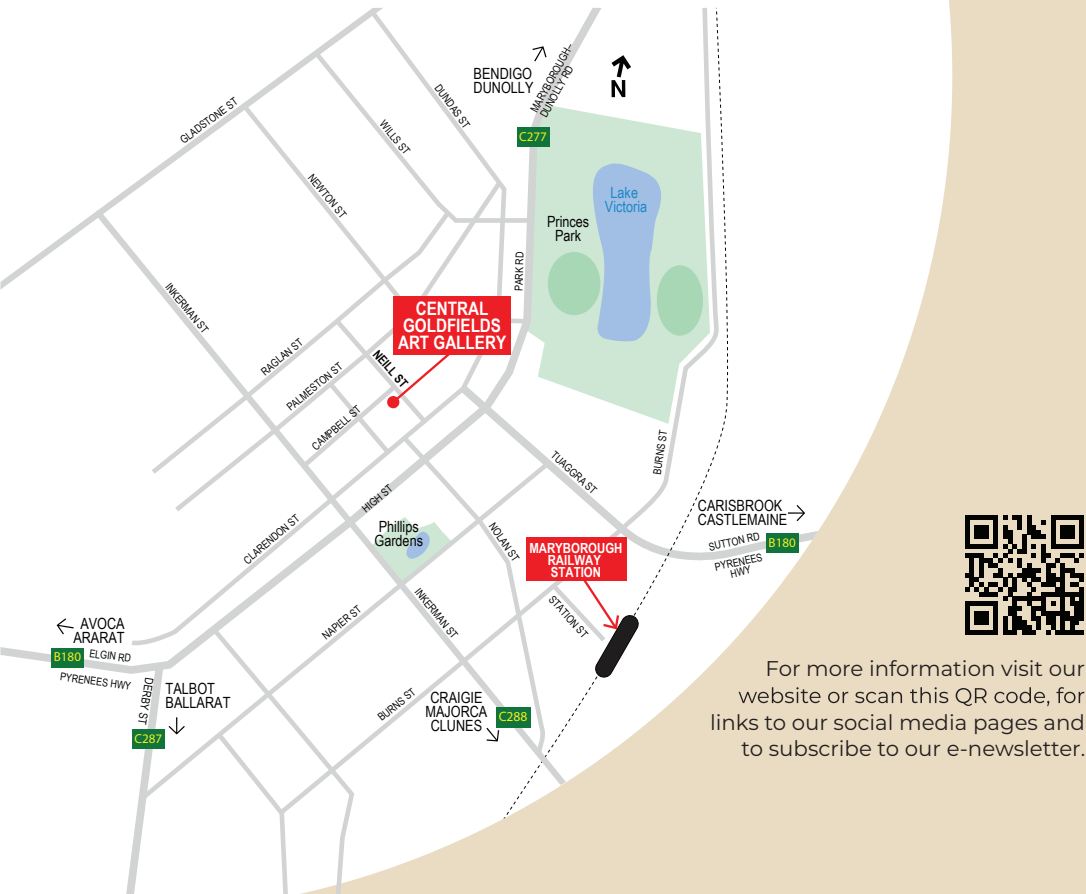 BENDIGO
DUNOLLY
MARYBOROUGH–
DUNOLLY RD
N
C277
GLADSTONE ST
DUNDAS ST
WILLS ST
NEWTON ST
Lake
Victoria
Princes
Park
PARK RD
INKERMAN ST
CENTRAL
GOLDFIELDS
ART GALLERY
RAGLAN ST
NEILL ST
PALMESTON ST
CAMPBELL ST
BURNS ST
TUAGGRA ST
HIGH ST
CARISBROOK
CASTLEMAINE
SUTTON RD
B180
PYRENEES
HWY
CLARENDON ST
Phillips
Gardens
NOLAN ST
MARYBOROUGH
RAILWAY
STATION
STATION ST
INKERMAN ST
NAPIER ST
AVOCA
ARARAT
B180
ELGIN RD
PYRENEES HWY
DERBY ST
TALBOT
BALLARAT
C287
BURNS ST
CRAIGIE
MAJORCA
CLUNES
C288
For more information visit our
website or scan this QR code, for
links to our social media pages and
to subscribe to our e-newsletter.